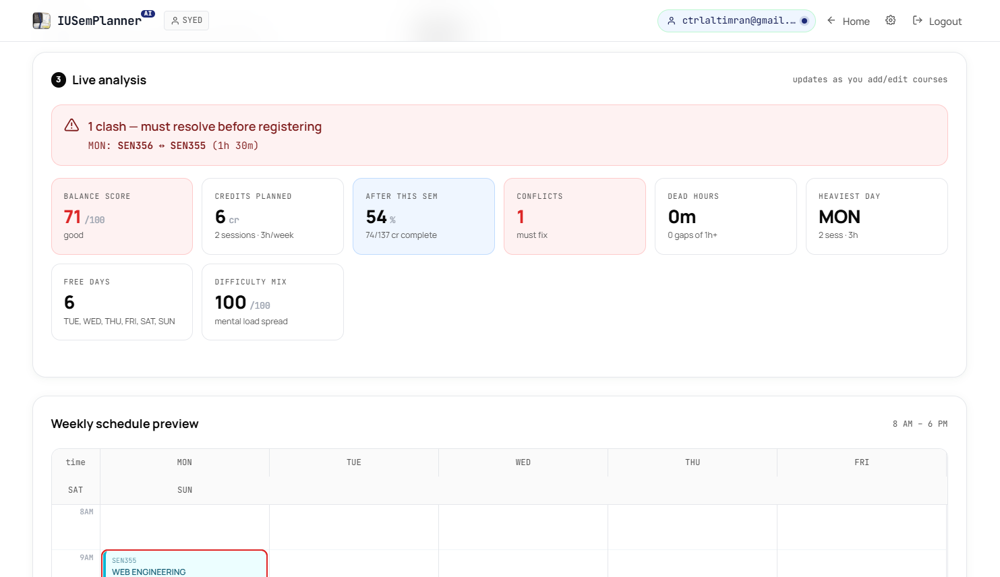 IUSemPlanner AI
SYED
ctrlaltimran@gmail.…
Home
Logout
3 Live analysis
updates as you add/edit courses
1 clash — must resolve before registering
MON: SEN356 ↔ SEN355 (1h 30m)
BALANCE SCORE
71 /100
good
CREDITS PLANNED
6 cr
2 sessions · 3h/week
AFTER THIS SEM
54 %
74/137 cr complete
CONFLICTS
1
must fix
DEAD HOURS
0m
0 gaps of 1h+
HEAVIEST DAY
MON
2 sess · 3h
FREE DAYS
6
TUE, WED, THU, FRI, SAT, SUN
DIFFICULTY MIX
100 /100
mental load spread
Weekly schedule preview
8 AM – 6 PM
time MON TUE WED THU FRI
SAT SUN
8AM
9AM
SEN355
WEB ENGINEERING